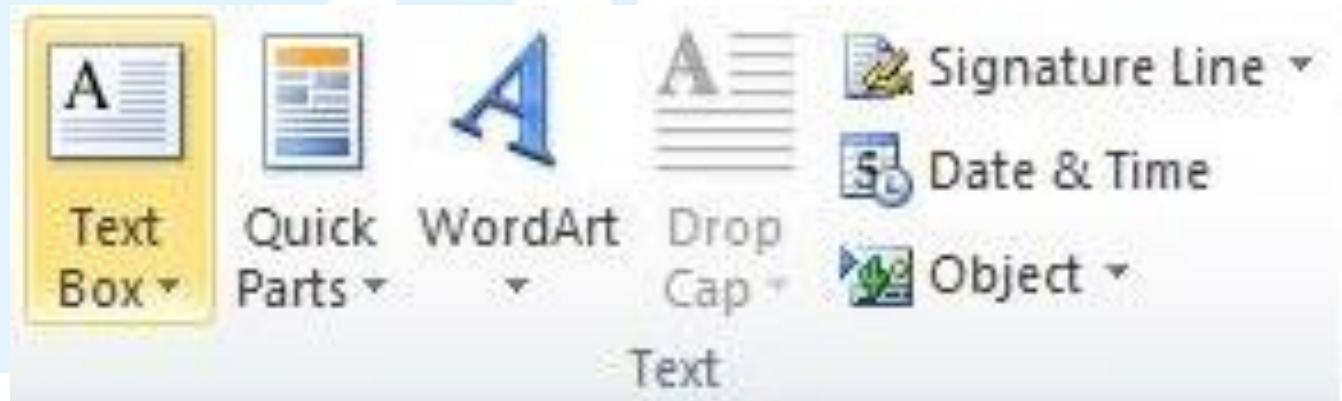 Text
Box
Quick
Parts
WordArt
Drop
Cap
Signature Line
Date & Time
Object
Text